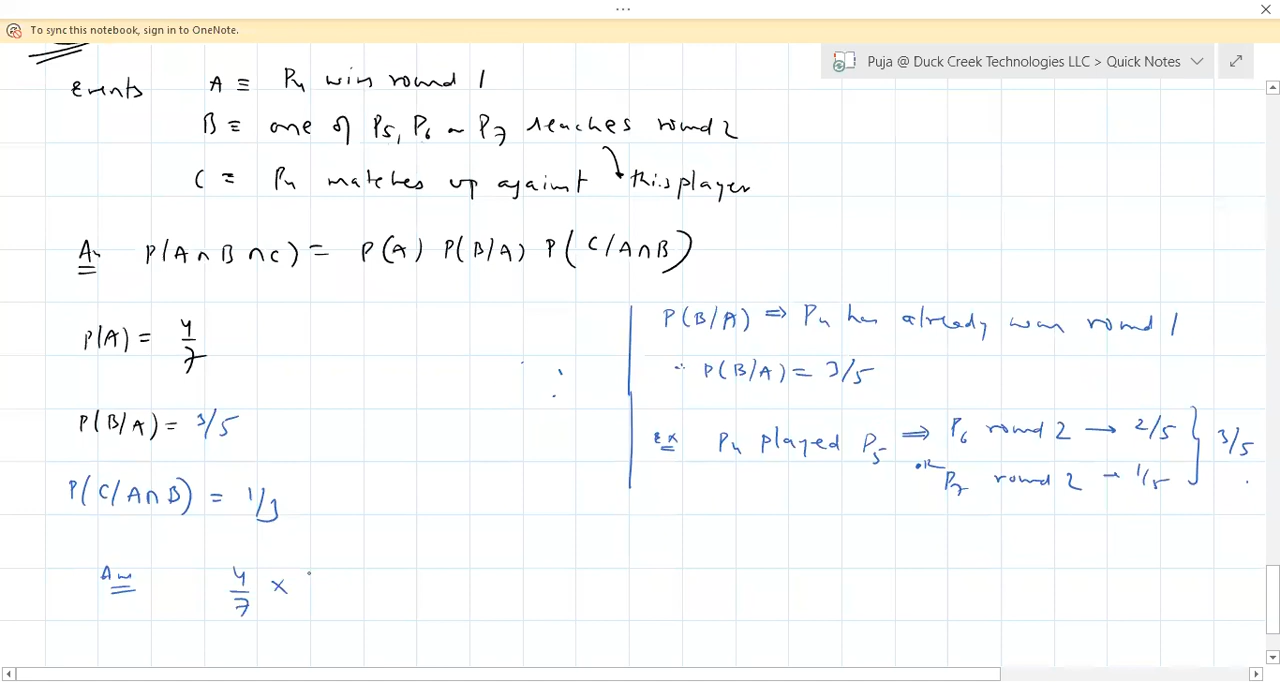 To sync this notebook, sign in to OneNote.
Puja @ Duck Creek Technologies LLC > Quick Notes
Events A ≡ P4 win round 1
B ≡ one of P5, P6 or P7 reaches round 2
C ≡ P4 matches up against this player
An P(A∩B∩C) = P(A) P(B/A) P(C/A∩B)
P(A) = 4/7
P(B/A) = 3/5
P(C/A∩B) = 1/3
P(B/A) ⇒ P4 has already won round 1
∴ P(B/A) = 3/5
Ex P4 played P5 ⇒ P6 round 2 → 2/5 } 3/5
or P7 round 2 → 1/5
An 4/7 ×